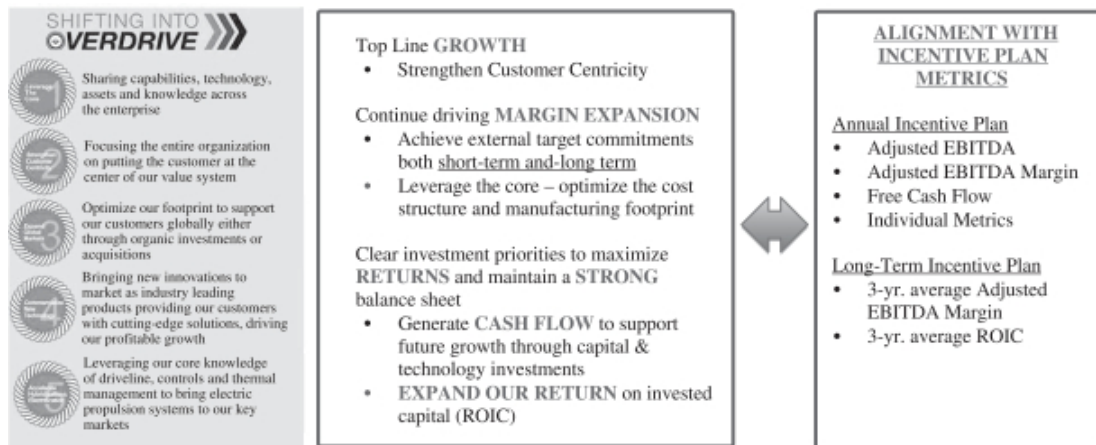 SHIFTING INTO
OVERDRIVE
1
Sharing capabilities, technology,
assets and knowledge across
the enterprise
2
Focusing the entire organization
on putting the customer at the
center of our value system
3
Optimize our footprint to support
our customers globally either
through organic investments or
acquisitions
4
Bringing new innovations to
market as industry leading
products providing our customers
with cutting-edge solutions, driving
our profitable growth
Leveraging our core knowledge
of driveline, controls and thermal
management to bring electric
propulsion systems to our key
markets
Top Line GROWTH
• Strengthen Customer Centricity
Continue driving MARGIN EXPANSION
• Achieve external target commitments
both short-term and-long term
• Leverage the core – optimize the cost
structure and manufacturing footprint
Clear investment priorities to maximize
RETURNS and maintain a STRONG
balance sheet
• Generate CASH FLOW to support
future growth through capital &
technology investments
• EXPAND OUR RETURN on invested
capital (ROIC)
ALIGNMENT WITH
INCENTIVE PLAN
METRICS
Annual Incentive Plan
• Adjusted EBITDA
• Adjusted EBITDA Margin
• Free Cash Flow
• Individual Metrics
Long-Term Incentive Plan
• 3-yr. average Adjusted
EBITDA Margin
• 3-yr. average ROIC